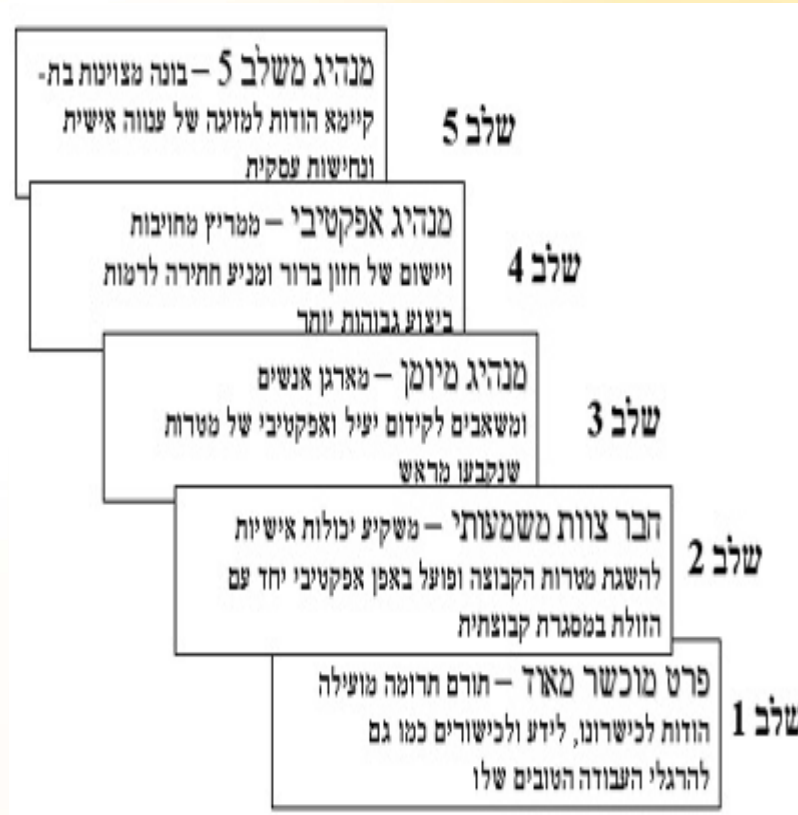 מנהיג משלב 5 – בונה מצוינות בת-
קיימא הודות למזיגה של ענווה אישית
ונחישות עסקית
שלב 5
מנהיג אפקטיבי – ממריץ מחויבות
ויישום של חזון ברור ומניע חתירה לרמות
ביצוע גבוהות יותר
שלב 4
מנהיג מיומן – מארגן אנשים
ומשאבים לקידום יעיל ואפקטיבי של מטרות
שנקבעו מראש
שלב 3
חבר צוות משמעותי – משקיע יכולות אישיות
להשגת מטרות הקבוצה ופועל באפן אפקטיבי יחד עם
הזולת במסגרת קבוצתית
שלב 2
פרט מוכשר מאוד – תורם תרומה מועילה
הודות לכישרונו, לידע ולכישורים כמו גם
להרגלי העבודה הטובים שלו
שלב 1